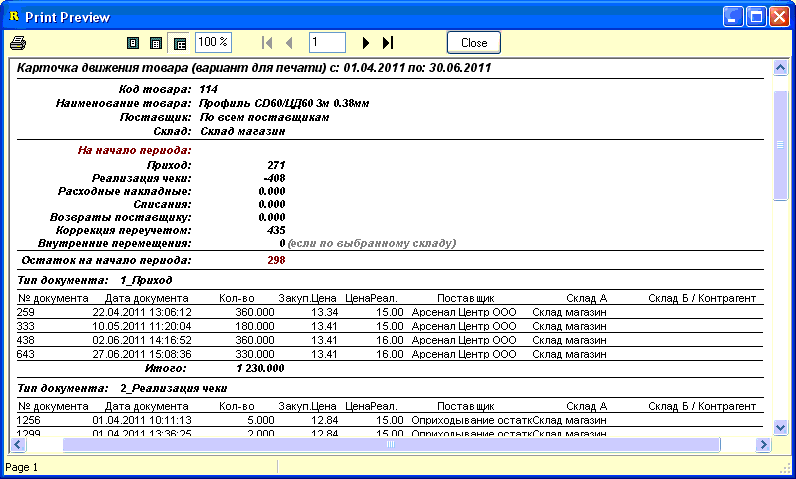 Print Preview
100 % 1 Close
Карточка движения товара (вариант для печати) с: 01.04.2011 по: 30.06.2011
Код товара: 114
Наименование товара: Профиль CD60/ЦД60 3м 0.38мм
Поставщик: По всем поставщикам
Склад: Склад магазин
На начало периода:
Приход: 271
Реализация чеки: -408
Расходные накладные: 0.000
Списания: 0.000
Возвраты поставщику: 0.000
Коррекция переучетом: 435
Внутренние перемещения: 0 (если по выбранному складу)
Остаток на начало периода: 298
Тип документа: 1_Приход
№ документа Дата документа Кол-во Закуп.Цена ЦенаРеал. Поставщик Склад А Склад Б / Контрагент
259 22.04.2011 13:06:12 360.000 13.34 15.00 Арсенал Центр ООО Склад магазин
333 10.05.2011 11:20:04 180.000 13.41 15.00 Арсенал Центр ООО Склад магазин
438 02.06.2011 14:16:52 360.000 13.41 16.00 Арсенал Центр ООО Склад магазин
643 27.06.2011 15:08:36 330.000 13.41 16.00 Арсенал Центр ООО Склад магазин
Итого: 1 230.000
Тип документа: 2_Реализация чеки
№ документа Дата документа Кол-во Закуп.Цена ЦенаРеал. Поставщик Склад А Склад Б / Контрагент
1256 01.04.2011 10:11:13 5.000 12.84 15.00 Оприходывание остатк Склад магазин
1299 01.04.2011 13:36:25 2.000 12.84 15.00 Оприходывание остатк Склад магазин
Page 1